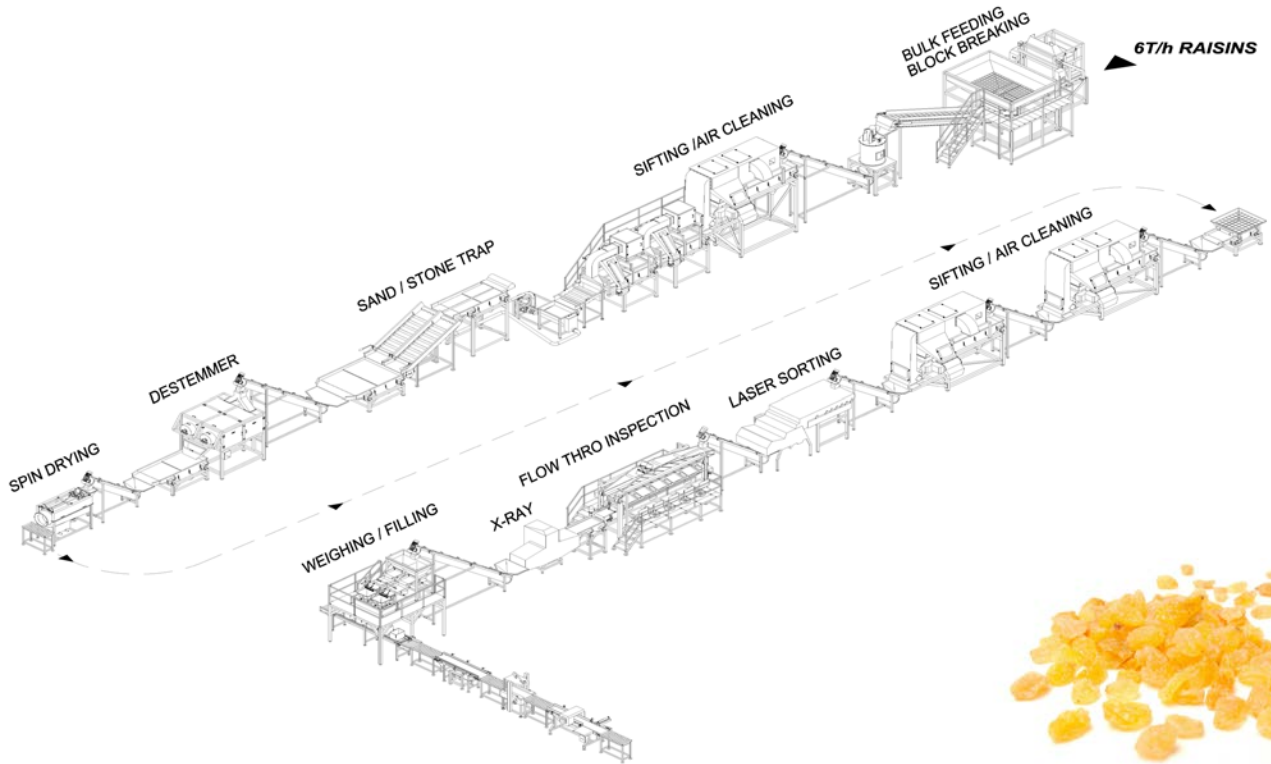 BULK FEEDING
BLOCK BREAKING
6T/h RAISINS
SIFTING /AIR CLEANING
SAND / STONE TRAP
DESTEMMER
SPIN DRYING
SIFTING / AIR CLEANING
LASER SORTING
FLOW THRO INSPECTION
X-RAY
WEIGHING / FILLING